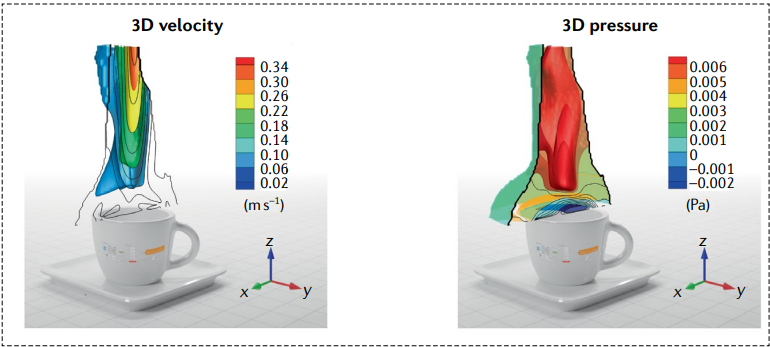 3D velocity
0.34
0.30
0.26
0.22
0.18
0.14
0.10
0.06
0.02
(m s⁻¹)
z
x
y
3D pressure
0.006
0.005
0.004
0.003
0.002
0.001
0
−0.001
−0.002
(Pa)
z
x
y